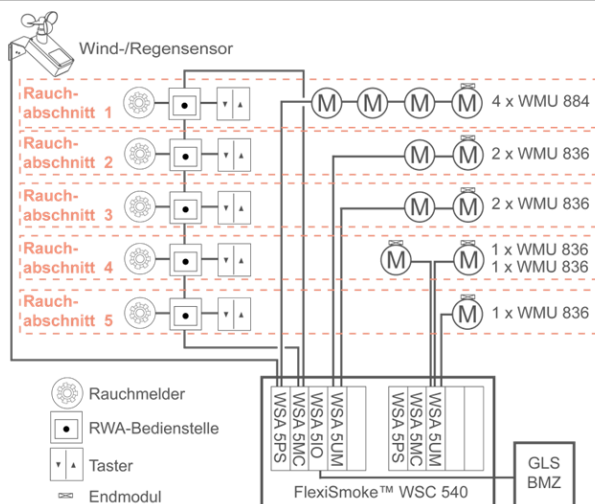 Wind-/Regensensor
Rauch-
abschnitt 1
M M M M 4 x WMU 884
Rauch-
abschnitt 2
M M 2 x WMU 836
Rauch-
abschnitt 3
M M 2 x WMU 836
Rauch-
abschnitt 4
M M 1 x WMU 836
1 x WMU 836
Rauch-
abschnitt 5
M 1 x WMU 836
Rauchmelder
RWA-Bedienstelle
Taster
Endmodul
WSA 5PS
WSA 5MC
WSA 5IO
WSA 5UM
WSA 5PS
WSA 5MC
WSA 5UM
FlexiSmoke™ WSC 540
GLS
BMZ